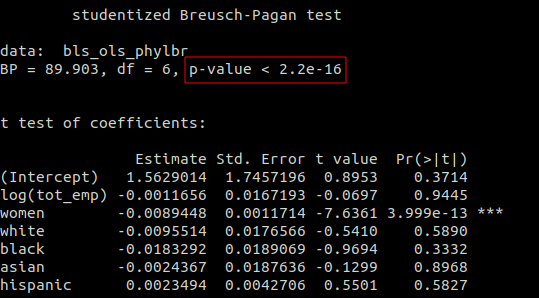 studentized Breusch-Pagan test
data:  bls_ols_phylbr
BP = 89.903, df = 6, p-value < 2.2e-16
t test of coefficients:
Estimate Std. Error t value Pr(>|t|)
(Intercept)   1.5629014  1.7457196  0.8953    0.3714
log(tot_emp) -0.0011656  0.0167193 -0.0697    0.9445
women        -0.0089448  0.0011714 -7.6361 3.999e-13 ***
white        -0.0095514  0.0176566 -0.5410    0.5890
black        -0.0183292  0.0189069 -0.9694    0.3332
asian        -0.0024367  0.0187636 -0.1299    0.8968
hispanic      0.0023494  0.0042706  0.5501    0.5827